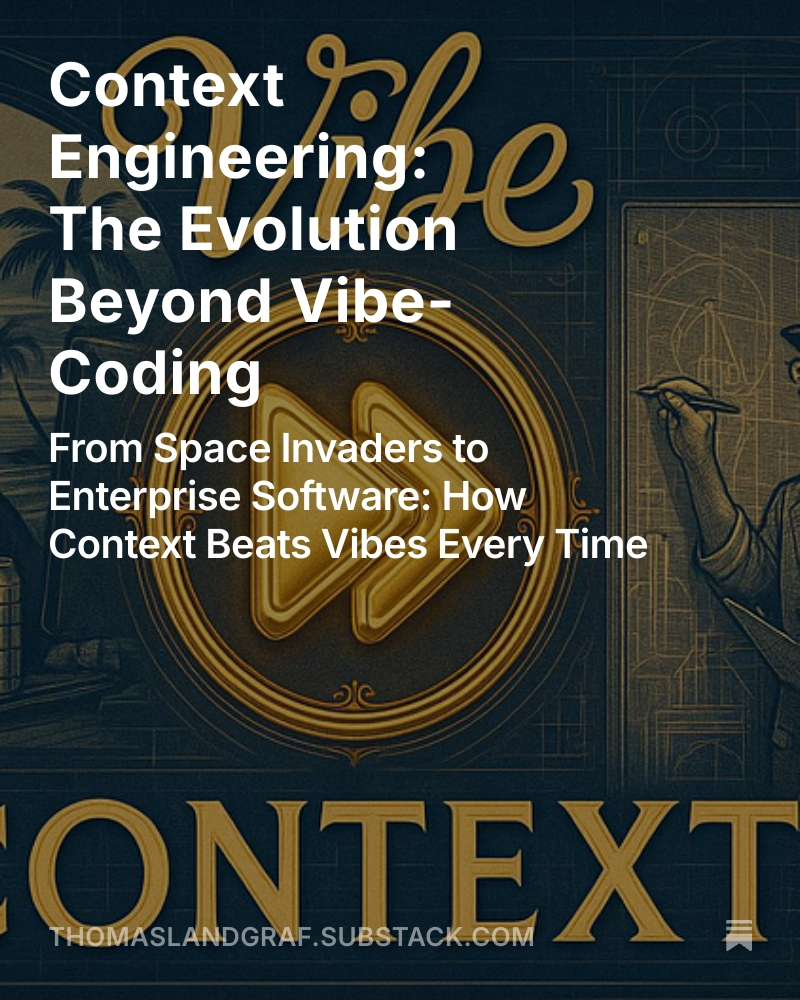 Vibe
Context
Engineering:
The Evolution
Beyond Vibe-
Coding
From Space Invaders to
Enterprise Software: How
Context Beats Vibes Every Time
CONTEXT
THOMASLANDGRAF.SUBSTACK.COM